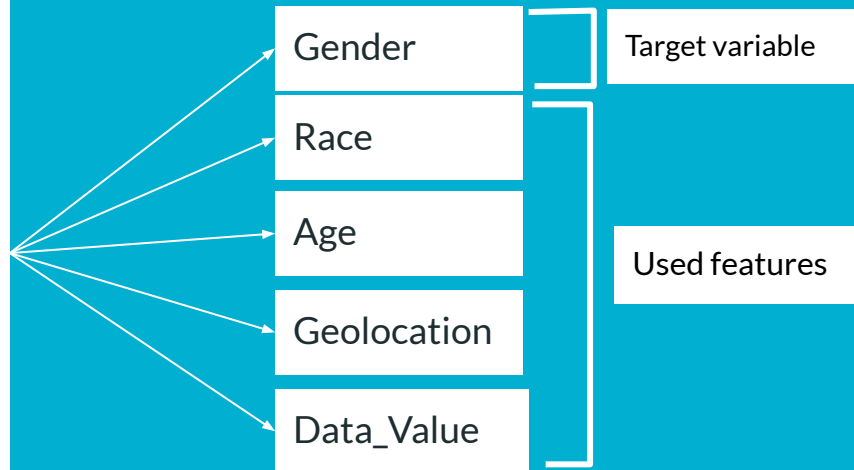 Gender
Target variable
Race
Age
Used features
Geolocation
Data_Value